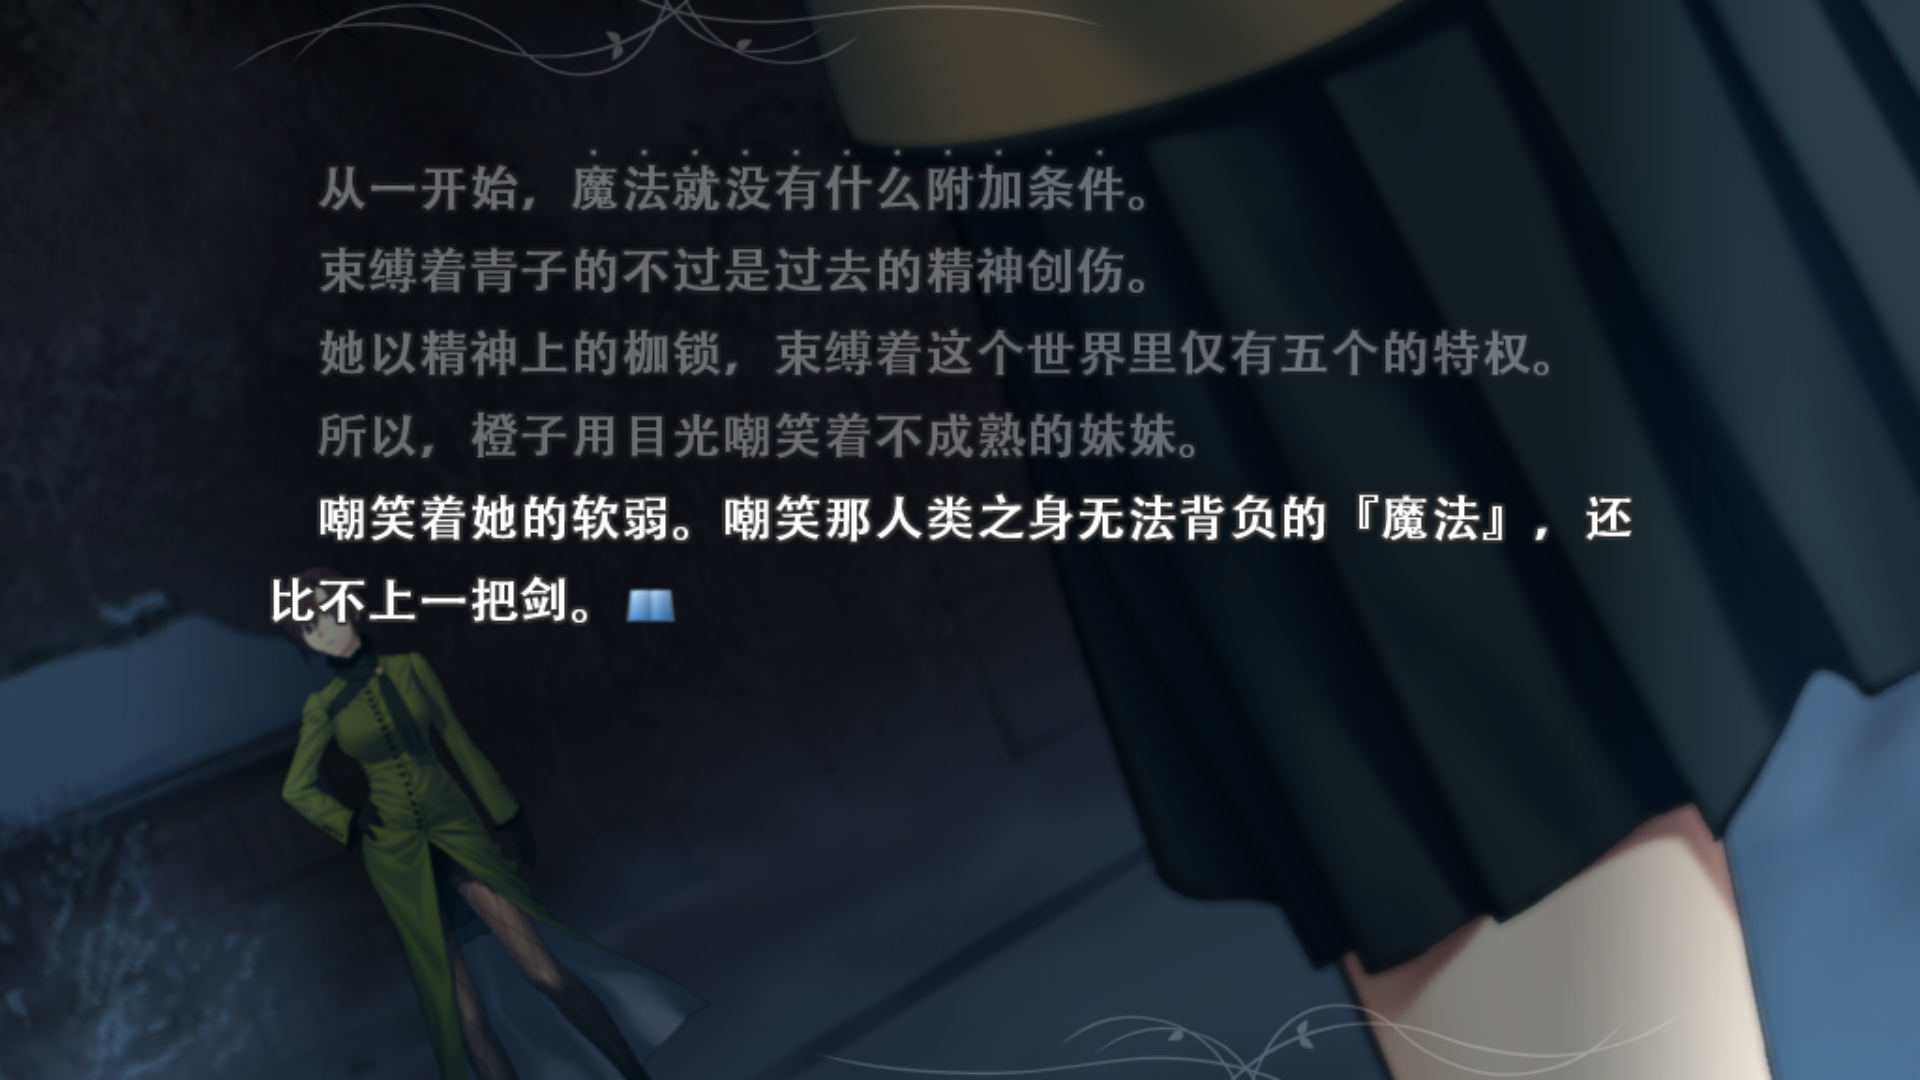 从一开始，魔法就没有什么附加条件。
束缚着青子的不过是过去的精神创伤。
她以精神上的枷锁，束缚着这个世界里仅有五个的特权。
所以，橙子用目光嘲笑着不成熟的妹妹。
嘲笑着她的软弱。嘲笑那人类之身无法背负的『魔法』，还
比不上一把剑。